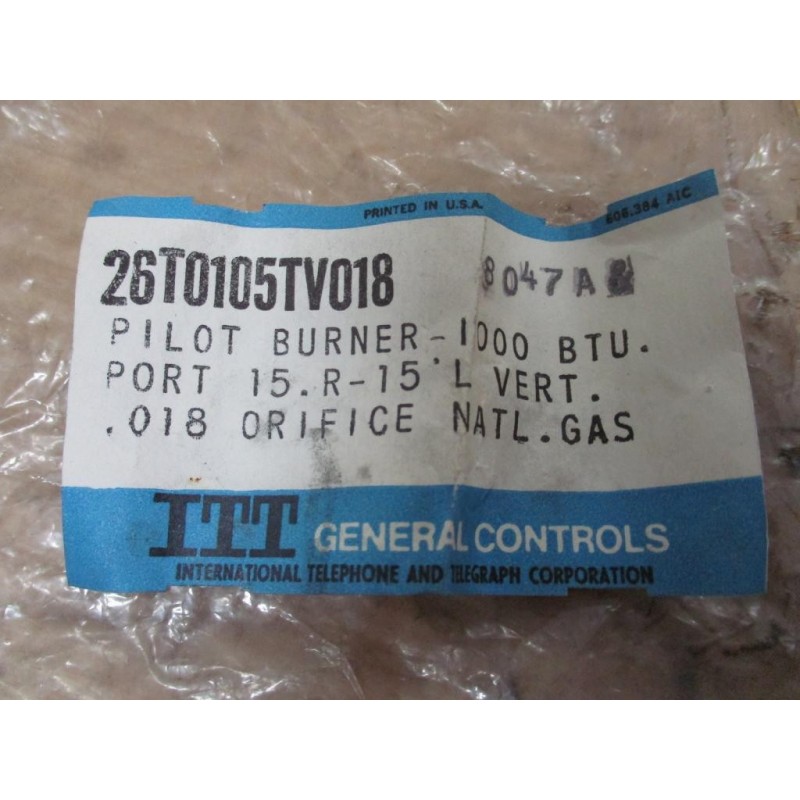 PRINTED IN U.S.A.
606.384 AIC
26T0105TV018 8047A
PILOT BURNER-1000 BTU.
PORT 15.R-15'L VERT.
.018 ORIFICE NATL.GAS
ITT GENERAL CONTROLS
INTERNATIONAL TELEPHONE AND TELEGRAPH CORPORATION